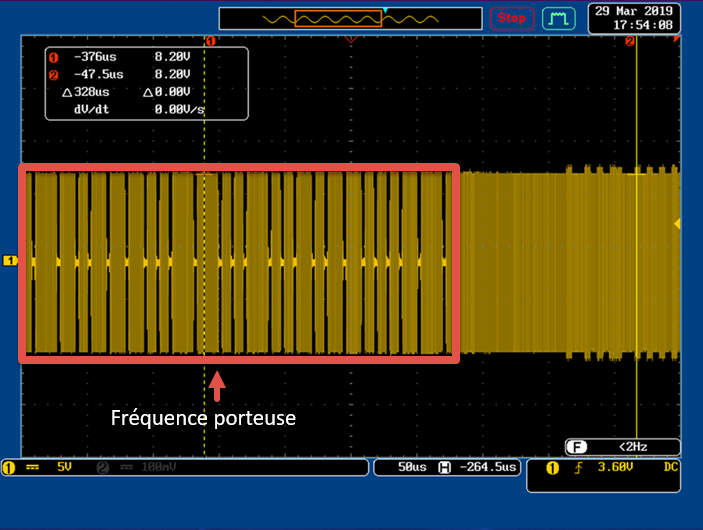 Stop
29 Mar 2019
17:54:08
1
2
1 -376us 8.20V
2 -47.5us 8.20V
△328us △0.00V
dV/dt 0.00V/s
1
Fréquence porteuse
F <2Hz
1 5V 2 100mV
50us H -264.5us
1 3.60V DC